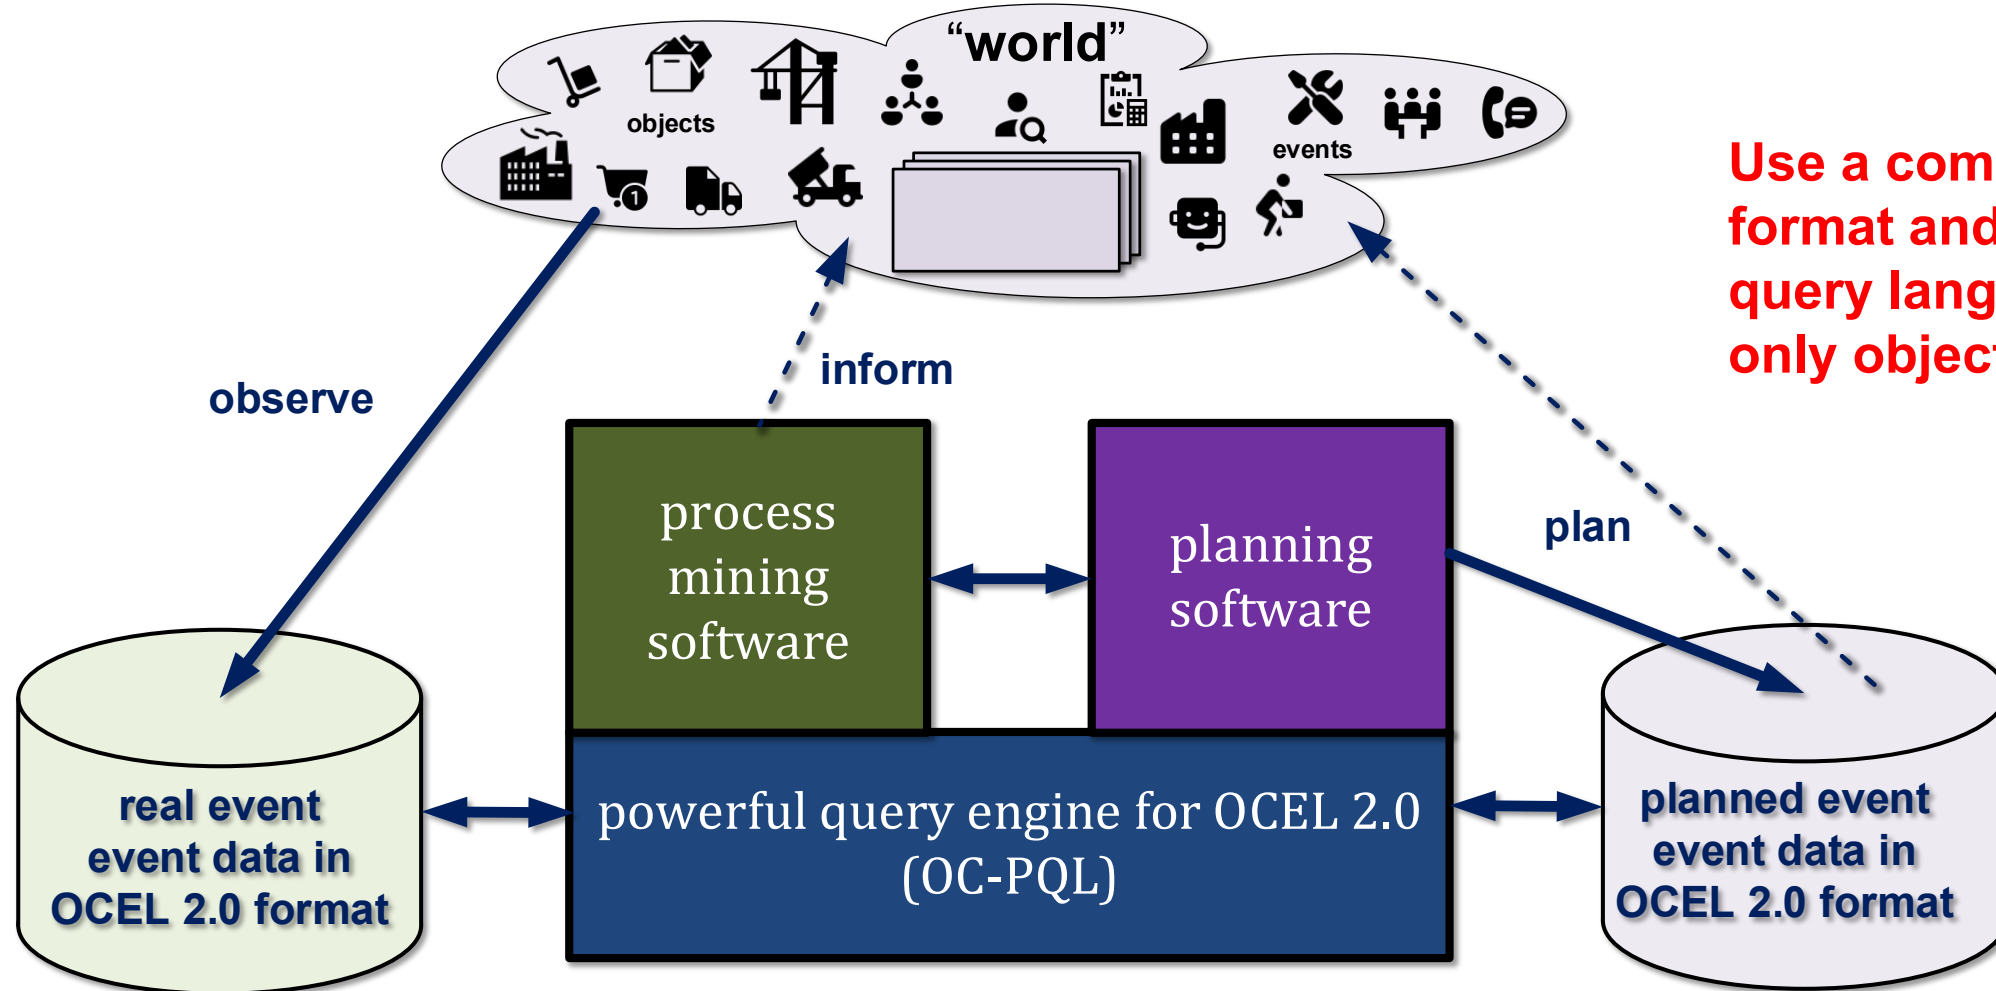 “world”
objects
events
1
Use a com
format and
query lang
only object
inform
observe
process
mining
software
planning
software
plan
real event
event data in
OCEL 2.0 format
powerful query engine for OCEL 2.0
(OC-PQL)
planned event
event data in
OCEL 2.0 format